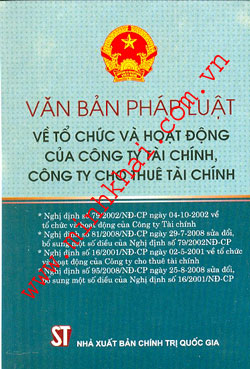 VĂN BẢN PHÁP LUẬT
VỀ TỔ CHỨC VÀ HOẠT ĐỘNG
CỦA CÔNG TY TÀI CHÍNH,
CÔNG TY CHO THUÊ TÀI CHÍNH
* Nghị định số 79/2002/NĐ-CP ngày 04-10-2002 về
tổ chức và hoạt động của Công ty Tài chính
* Nghị định số 81/2008/NĐ-CP ngày 29-7-2008 sửa đổi,
bổ sung một số điều của Nghị định số 79/2002NĐ-CP
* Nghị định số 16/2001/NĐ-CP ngày 02-5-2001 về tổ chức
và hoạt động của Công ty cho thuê tài chính
* Nghị định số 95/2008/NĐ-CP ngày 25-8-2008 sửa đổi,
bổ sung một số điều của Nghị định số 16/2001/NĐ-CP
ST NHÀ XUẤT BẢN CHÍNH TRỊ QUỐC GIA